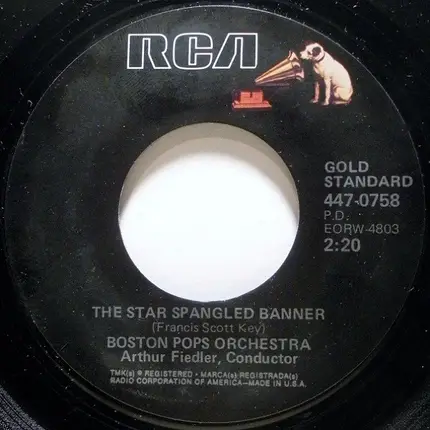 RCA
GOLD
STANDARD
447-0758
P.D.
EORW-4803
2:20
THE STAR SPANGLED BANNER
(Francis Scott Key)
BOSTON POPS ORCHESTRA
Arthur Fiedler, Conductor
TMK(s) ® REGISTERED • MARCA(s) REGISTRADA(s)
RADIO CORPORATION OF AMERICA—MADE IN U.S.A.